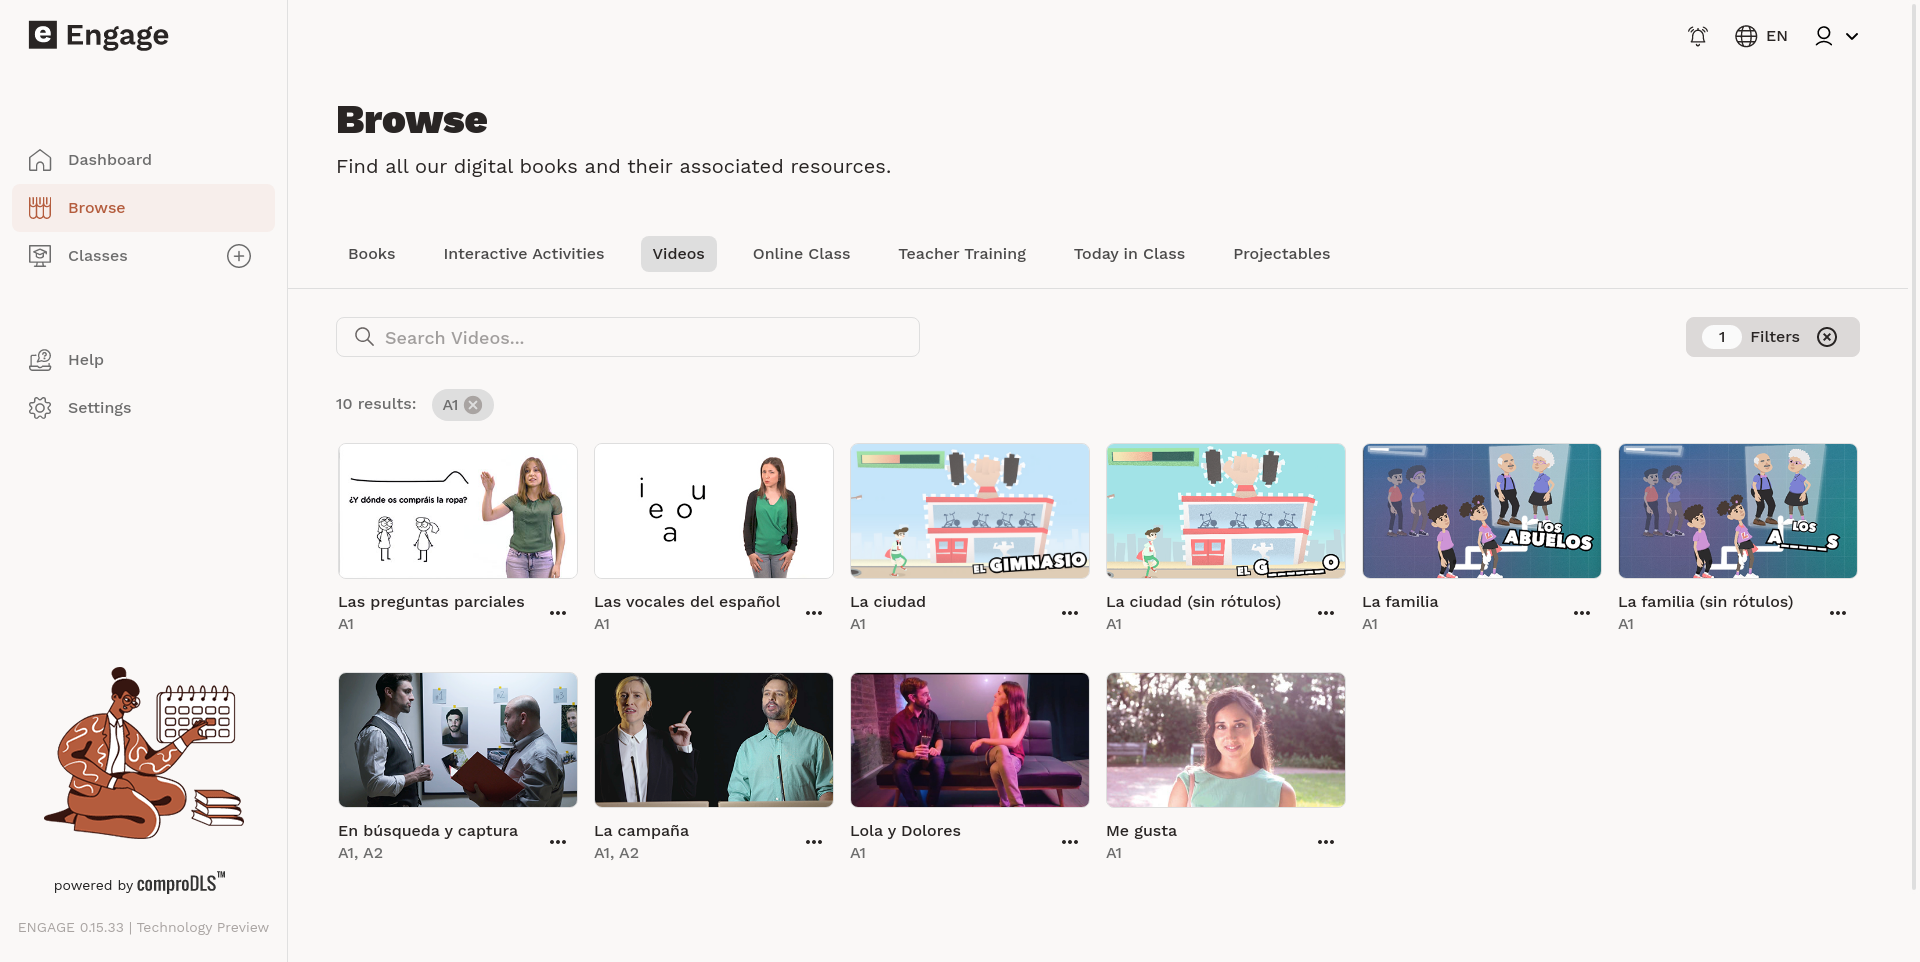 e Engage
EN
Dashboard
Browse
Classes
Help
Settings
powered by comproDLS™
ENGAGE 0.15.33 | Technology Preview
Browse
Find all our digital books and their associated resources.
Books
Interactive Activities
Videos
Online Class
Teacher Training
Today in Class
Projectables
Search Videos...
1 Filters
10 results:
A1
¿Y dónde os compráis la ropa?
i
u
e o
a
EL GIMNASIO
EL G_____O
LOS
ABUELOS
LOS
A_____S
Las preguntas parciales
A1
Las vocales del español
A1
La ciudad
A1
La ciudad (sin rótulos)
A1
La familia
A1
La familia (sin rótulos)
A1
En búsqueda y captura
A1, A2
La campaña
A1, A2
Lola y Dolores
A1
Me gusta
A1